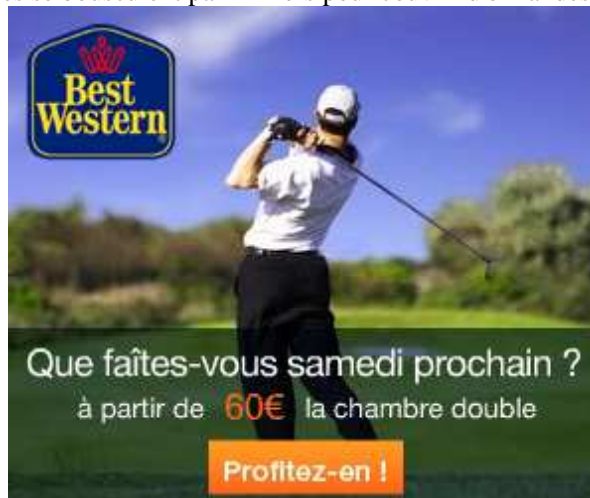 Best
Western
Que faîtes-vous samedi prochain ?
à partir de 60€ la chambre double
Profitez-en !